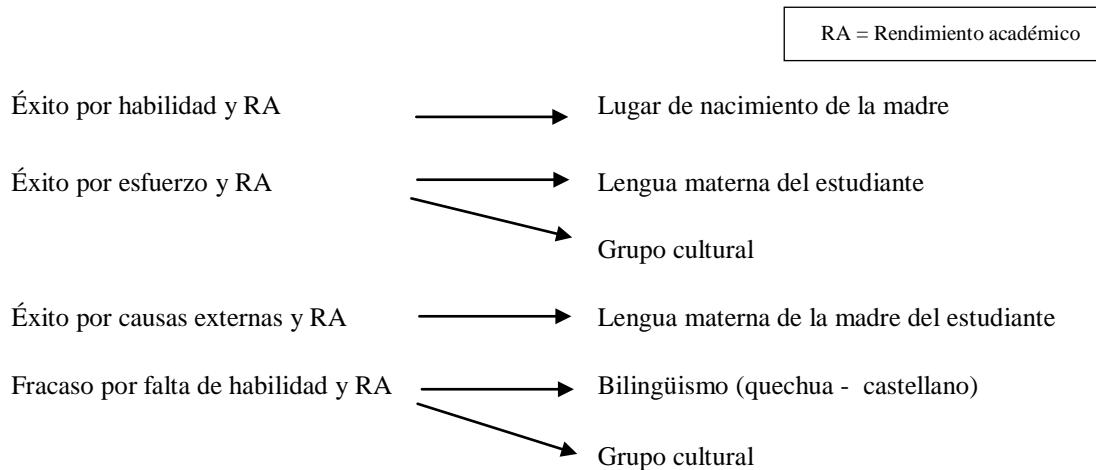 RA = Rendimiento académico
Éxito por habilidad y RA
Lugar de nacimiento de la madre
Éxito por esfuerzo y RA
Lengua materna del estudiante
Grupo cultural
Éxito por causas externas y RA
Lengua materna de la madre del estudiante
Fracaso por falta de habilidad y RA
Bilingüismo (quechua - castellano)
Grupo cultural